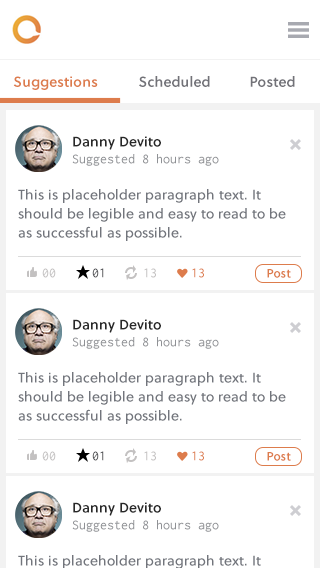 Suggestions Scheduled Posted
Danny Devito
Suggested 8 hours ago
This is placeholder paragraph text. It
should be legible and easy to read to be
as successful as possible.
00 01 13 13 Post
Danny Devito
Suggested 8 hours ago
This is placeholder paragraph text. It
should be legible and easy to read to be
as successful as possible.
00 01 13 13 Post
Danny Devito
Suggested 8 hours ago
This is placeholder paragraph text. It